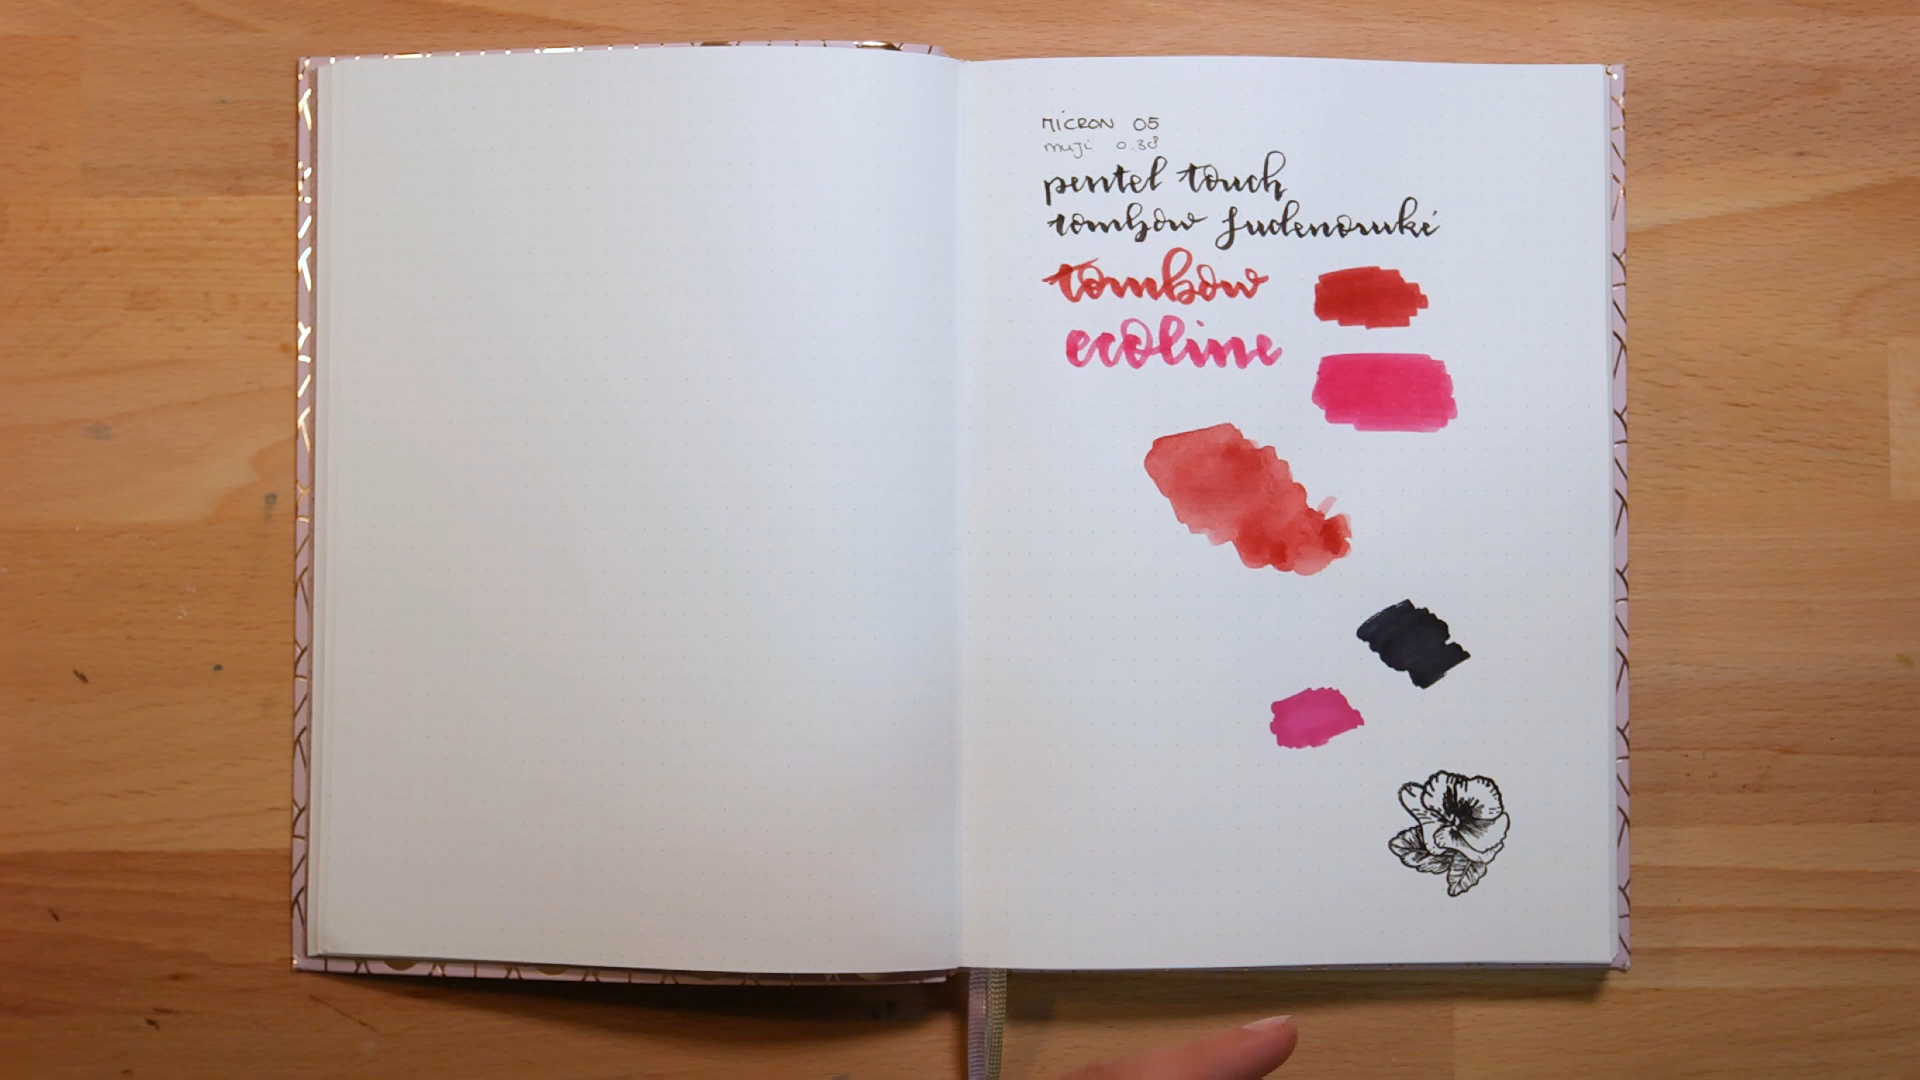 MICRON 05
muji 0.38
pentel touch
tombow fudenosuke
tombow
ecoline